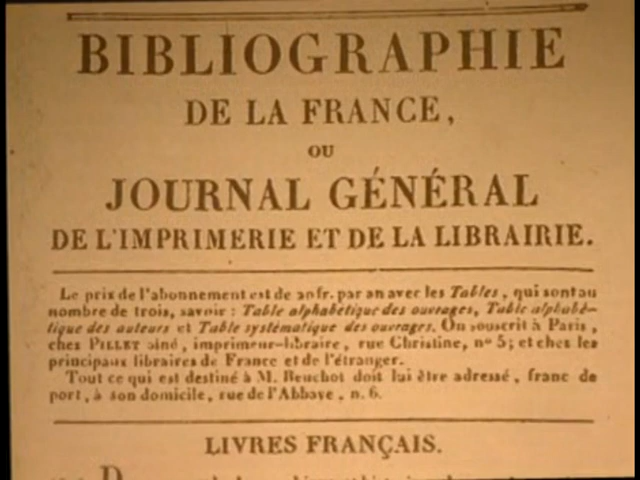 BIBLIOGRAPHIE
DE LA FRANCE,
OU
JOURNAL GÉNÉRAL
DE L'IMPRIMERIE ET DE LA LIBRAIRIE.
Le prix de l'abonnement est de 20 fr. par an avec les Tables, qui sont au
nombre de trois, savoir : Table alphabétique des ouvrages, Table alphabé-
tique des auteurs et Table systématique des ouvrages. On souscrit à Paris,
chez PILLET aîné, imprimeur-libraire, rue Christine, nº 5; et chez les
principaux libraires de France et de l'étranger.
Tout ce qui est destiné à M. Beuchot doit lui être adressé, franc de
port, à son domicile, rue de l'Abbaye, n. 6.
LIVRES FRANÇAIS.